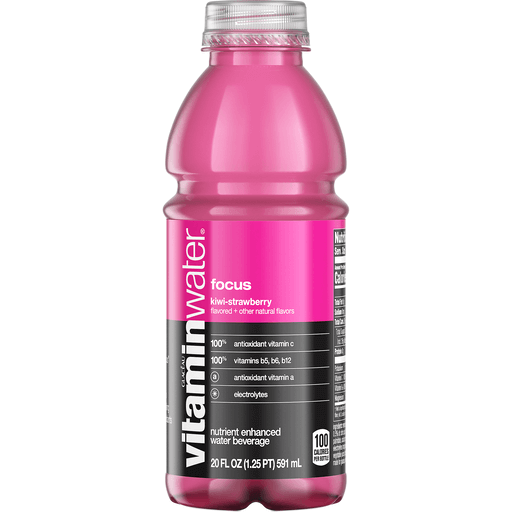 glacéau
vitaminwater®
focus
kiwi-strawberry
flavored + other natural flavors
100% antioxidant vitamin c
100% vitamins b5, b6, b12
a antioxidant vitamin a
* electrolytes
nutrient enhanced
water beverage
20 FL OZ (1.25 PT) 591 mL
100
CALORIES
PER BOTTLE